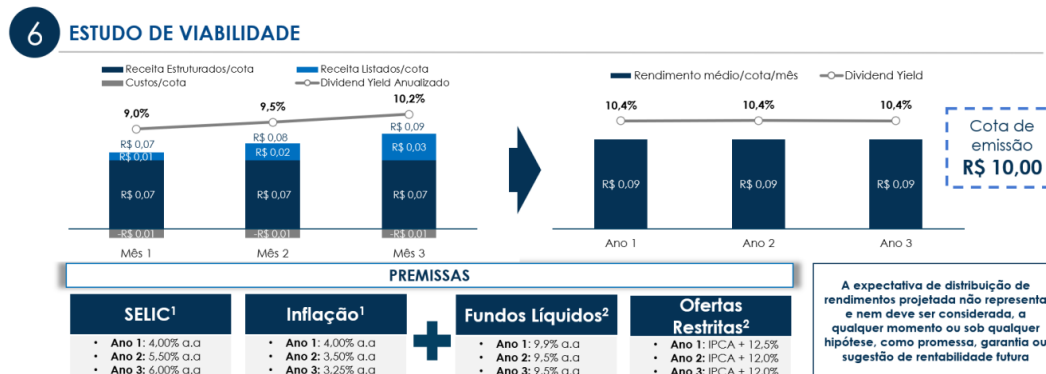 6 ESTUDO DE VIABILIDADE
Receita Estruturados/cota
Receita Listados/cota
Custos/cota
Dividend Yield Anualizado
9,0%
9,5%
10,2%
R$ 0,07
R$ 0,08
R$ 0,09
R$ 0,01
R$ 0,02
R$ 0,03
R$ 0,07
R$ 0,07
R$ 0,07
-R$ 0,01
-R$ 0,01
-R$ 0,01
Mês 1
Mês 2
Mês 3
Rendimento médio/cota/mês
Dividend Yield
10,4%
10,4%
10,4%
R$ 0,09
R$ 0,09
R$ 0,09
Ano 1
Ano 2
Ano 3
Cota de
emissão
R$ 10,00
PREMISSAS
SELIC¹
• Ano 1: 4,00% a.a
• Ano 2: 5,50% a.a
• Ano 3: 6,00% a.a
Inflação¹
• Ano 1: 4,00% a.a
• Ano 2: 3,50% a.a
• Ano 3: 3,25% a.a
Fundos Líquidos²
• Ano 1: 9.9% a.a
• Ano 2: 9.5% a.a
• Ano 3: 9.5% a.a
Ofertas
Restritas²
• Ano 1: IPCA + 12.5%
• Ano 2: IPCA + 12.0%
• Ano 3: IPCA + 12.0%
A expectativa de distribuição de
rendimentos projetada não representa
e nem deve ser considerada, a
qualquer momento ou sob qualquer
hipótese, como promessa, garantia ou
sugestão de rentabilidade futura